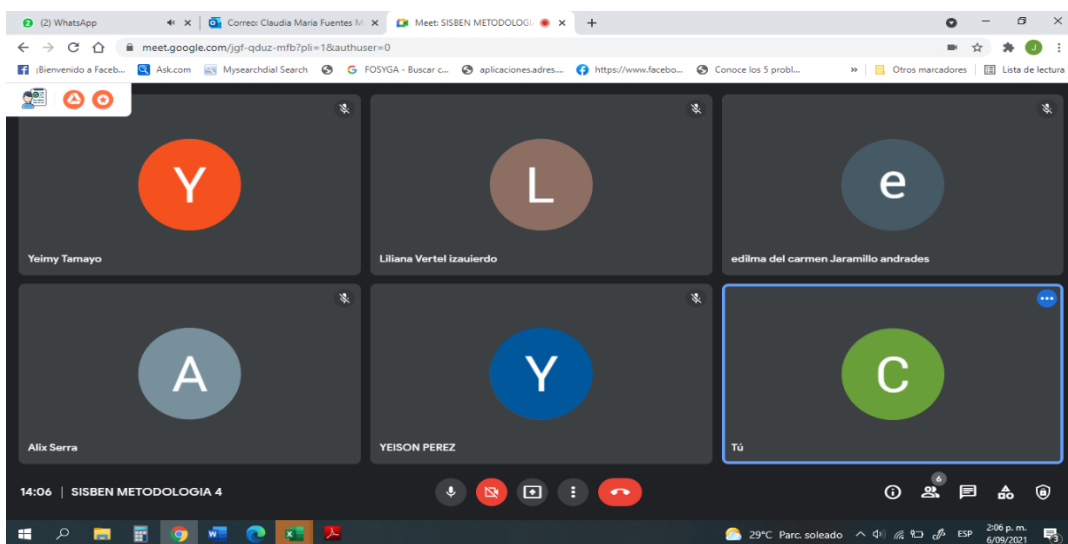 (2) WhatsApp
Correo: Claudia Maria Fuentes M
Meet: SISBEN METODOLOGI
meet.google.com/jgf-qduz-mfb?pli=1&authuser=0
J
¡Bienvenido a Faceb...
Ask.com
Mysearchdial Search
FOSYGA - Buscar c...
aplicaciones.adres....
https://www.facebo...
Conoce los 5 probl...
»
Otros marcadores
Lista de lectura
Y
Yeimy Tamayo
L
Liliana Vertel izauierdo
e
edilma del carmen Jaramillo andrades
A
Alix Serra
Y
YEISON PEREZ
C
Tú
14:06 | SISBEN METODOLOGIA 4
6
29°C Parc. soleado
ESP
2:06 p. m.
6/09/2021